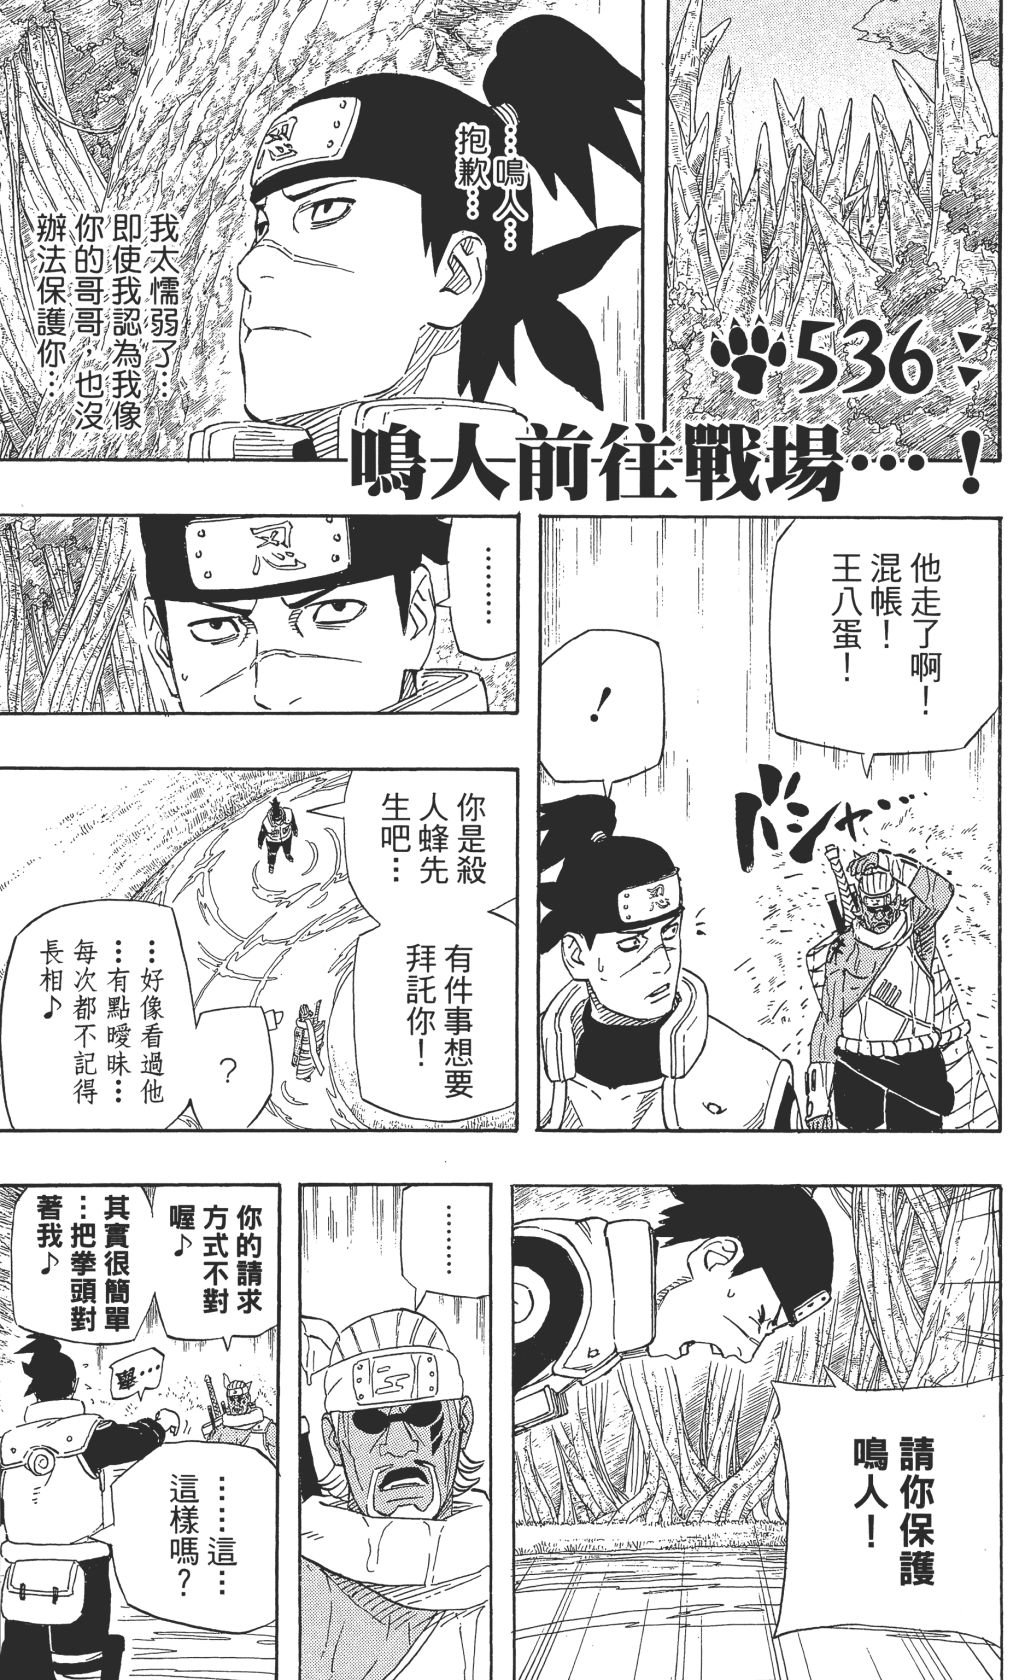 536：
鳴人前往戰場…！
…鳴人…
抱歉…
我太懦弱了…
即使我認為我像
你的哥哥，也沒
辦法保護你…
他走了啊！
混帳！
王八蛋！
！
ドシャ…
………
你是殺
人蜂先
生吧…
有件事想要
拜託你！
？
…好像看過他
…有點曖昧…
每次都不記得
長相♪
請你保護
鳴人！
………
你的請求
方式不對
喔♪
其實很簡單
…把拳頭對
著我♪
……這…
這樣嗎？